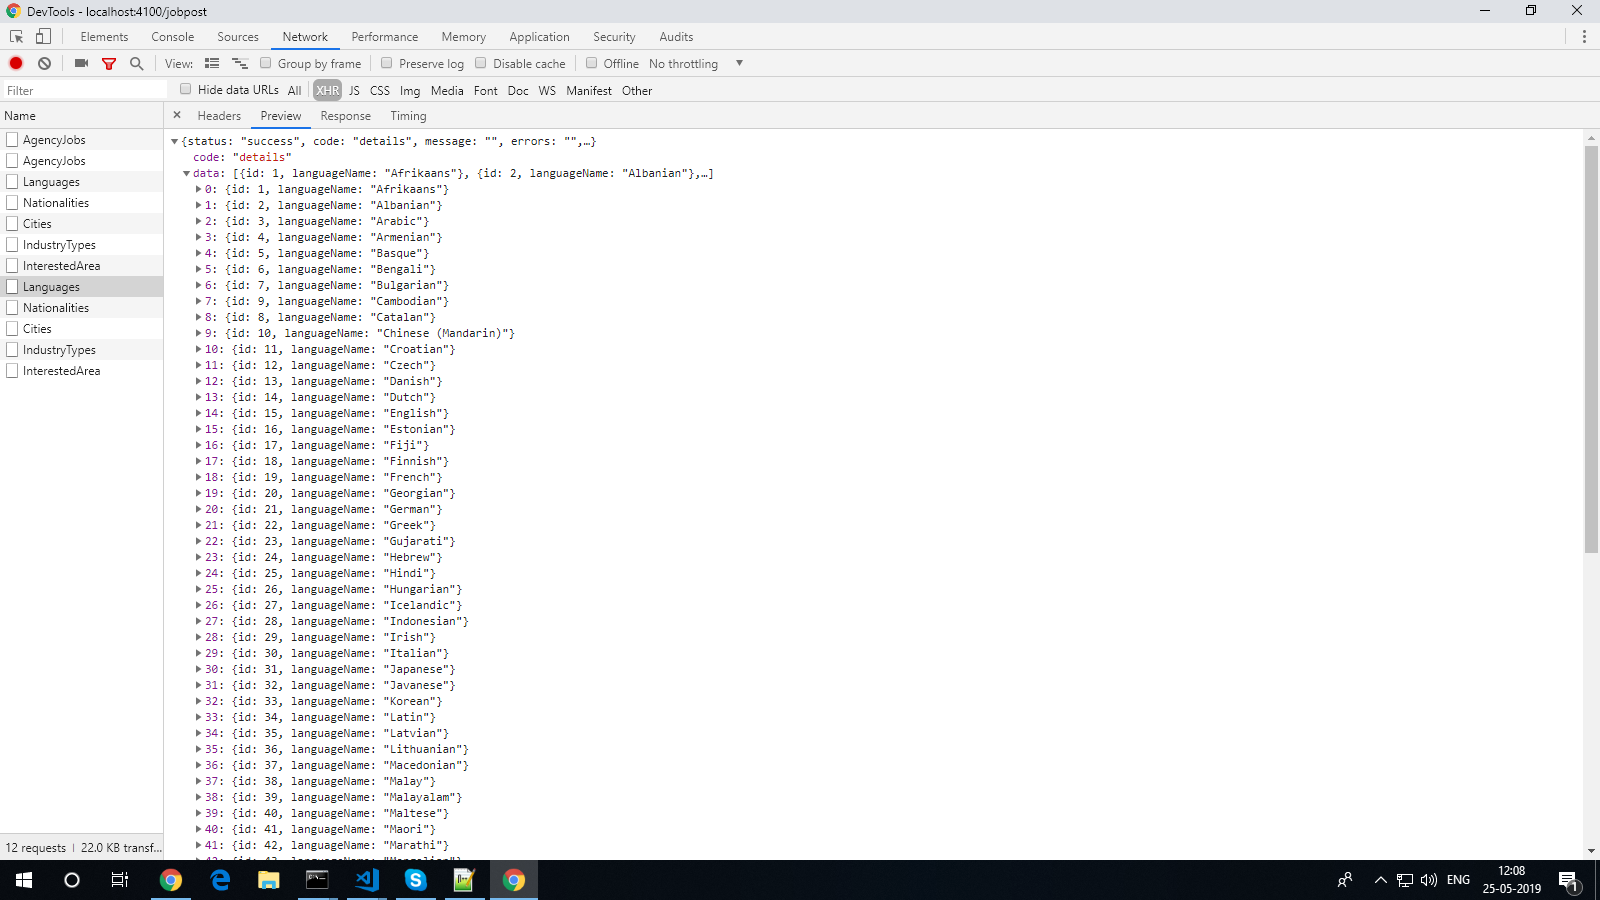 DevTools - localhost:4100/jobpost
Elements Console Sources Network Performance Memory Application Security Audits
View: Group by frame Preserve log Disable cache Offline No throttling
Filter Hide data URLs All XHR JS CSS Img Media Font Doc WS Manifest Other
Name
× Headers Preview Response Timing
AgencyJobs
AgencyJobs
Languages
Nationalities
Cities
IndustryTypes
InterestedArea
Languages
Nationalities
Cities
IndustryTypes
InterestedArea
12 requests | 22.0 KB transf...
{status: "success", code: "details", message: "", errors: "",…}
code: "details"
data: [{id: 1, languageName: "Afrikaans"}, {id: 2, languageName: "Albanian"},…]
0: {id: 1, languageName: "Afrikaans"}
1: {id: 2, languageName: "Albanian"}
2: {id: 3, languageName: "Arabic"}
3: {id: 4, languageName: "Armenian"}
4: {id: 5, languageName: "Basque"}
5: {id: 6, languageName: "Bengali"}
6: {id: 7, languageName: "Bulgarian"}
7: {id: 9, languageName: "Cambodian"}
8: {id: 8, languageName: "Catalan"}
9: {id: 10, languageName: "Chinese (Mandarin)"}
10: {id: 11, languageName: "Croatian"}
11: {id: 12, languageName: "Czech"}
12: {id: 13, languageName: "Danish"}
13: {id: 14, languageName: "Dutch"}
14: {id: 15, languageName: "English"}
15: {id: 16, languageName: "Estonian"}
16: {id: 17, languageName: "Fiji"}
17: {id: 18, languageName: "Finnish"}
18: {id: 19, languageName: "French"}
19: {id: 20, languageName: "Georgian"}
20: {id: 21, languageName: "German"}
21: {id: 22, languageName: "Greek"}
22: {id: 23, languageName: "Gujarati"}
23: {id: 24, languageName: "Hebrew"}
24: {id: 25, languageName: "Hindi"}
25: {id: 26, languageName: "Hungarian"}
26: {id: 27, languageName: "Icelandic"}
27: {id: 28, languageName: "Indonesian"}
28: {id: 29, languageName: "Irish"}
29: {id: 30, languageName: "Italian"}
30: {id: 31, languageName: "Japanese"}
31: {id: 32, languageName: "Javanese"}
32: {id: 33, languageName: "Korean"}
33: {id: 34, languageName: "Latin"}
34: {id: 35, languageName: "Latvian"}
35: {id: 36, languageName: "Lithuanian"}
36: {id: 37, languageName: "Macedonian"}
37: {id: 38, languageName: "Malay"}
38: {id: 39, languageName: "Malayalam"}
39: {id: 40, languageName: "Maltese"}
40: {id: 41, languageName: "Maori"}
41: {id: 42, languageName: "Marathi"}
ENG
12:08
25-05-2019
1